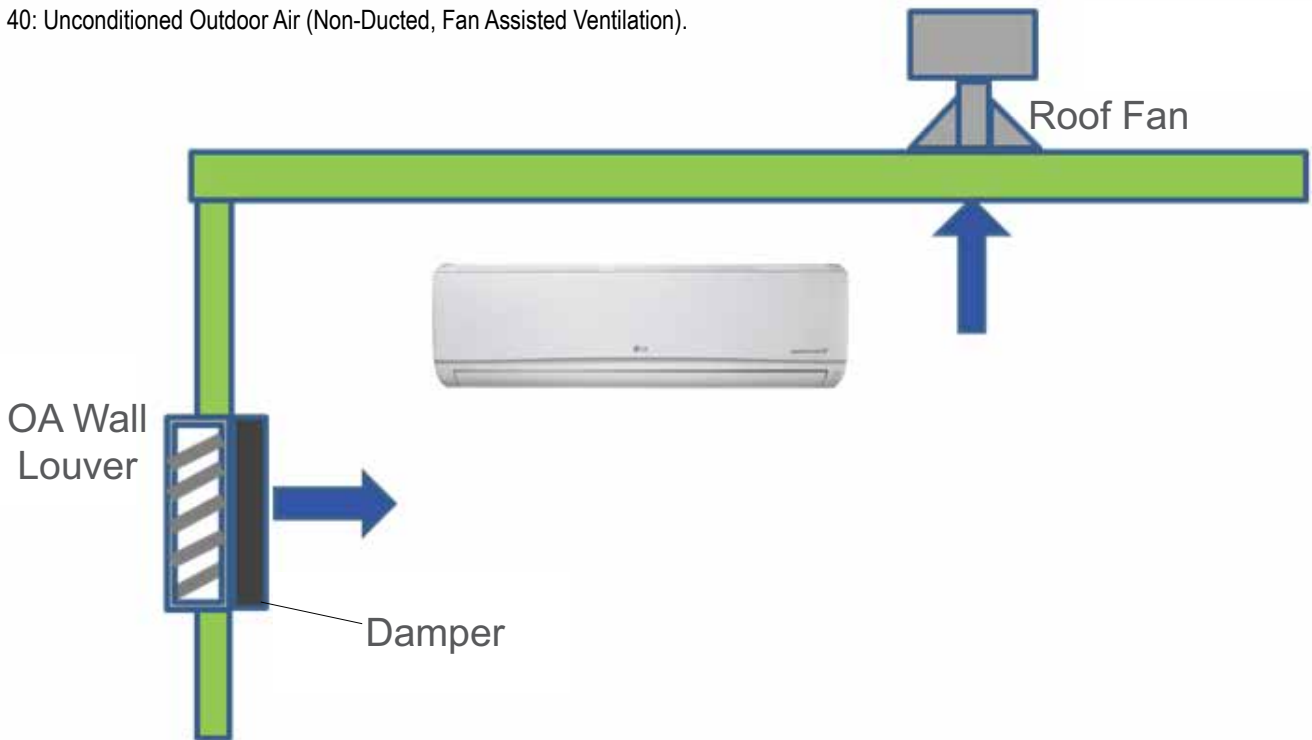 40: Unconditioned Outdoor Air (Non-Ducted, Fan Assisted Ventilation).
Roof Fan
OA Wall
Louver
Damper